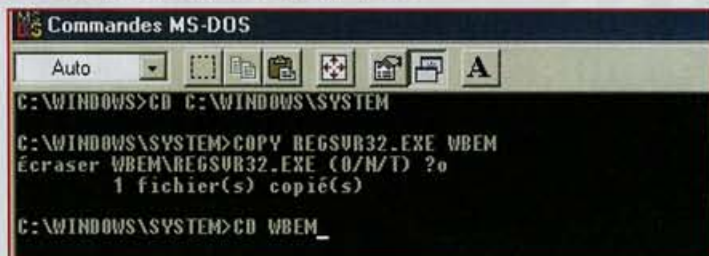 Commandes MS-DOS
Auto
A
C:\WINDOWS>CD C:\WINDOWS\SYSTEM
C:\WINDOWS\SYSTEM>COPY REGSVR32.EXE WBEM
Écraser WBEM\REGSVR32.EXE (O/N/T) ?o
1 fichier(s) copié(s)
C:\WINDOWS\SYSTEM>CD WBEM_